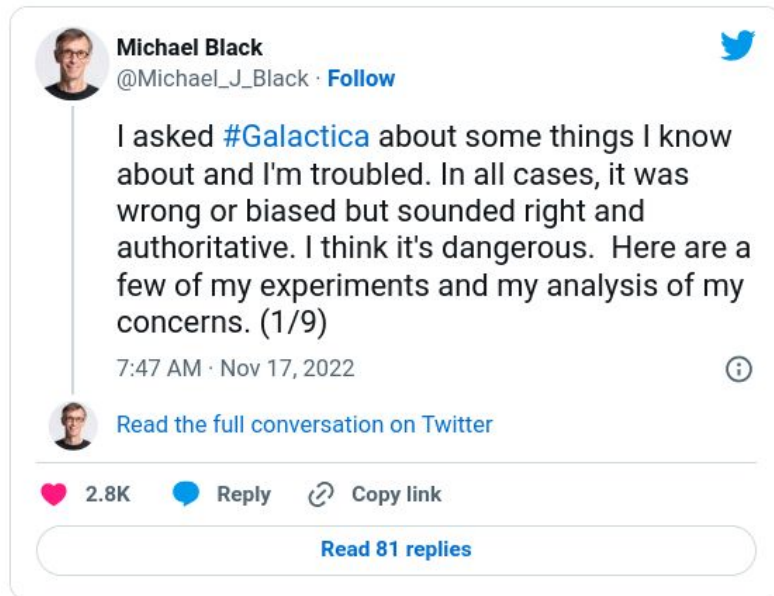 Michael Black
@Michael_J_Black · Follow
I asked #Galactica about some things I know
about and I'm troubled. In all cases, it was
wrong or biased but sounded right and
authoritative. I think it's dangerous.  Here are a
few of my experiments and my analysis of my
concerns. (1/9)
7:47 AM · Nov 17, 2022
Read the full conversation on Twitter
2.8K Reply Copy link
Read 81 replies